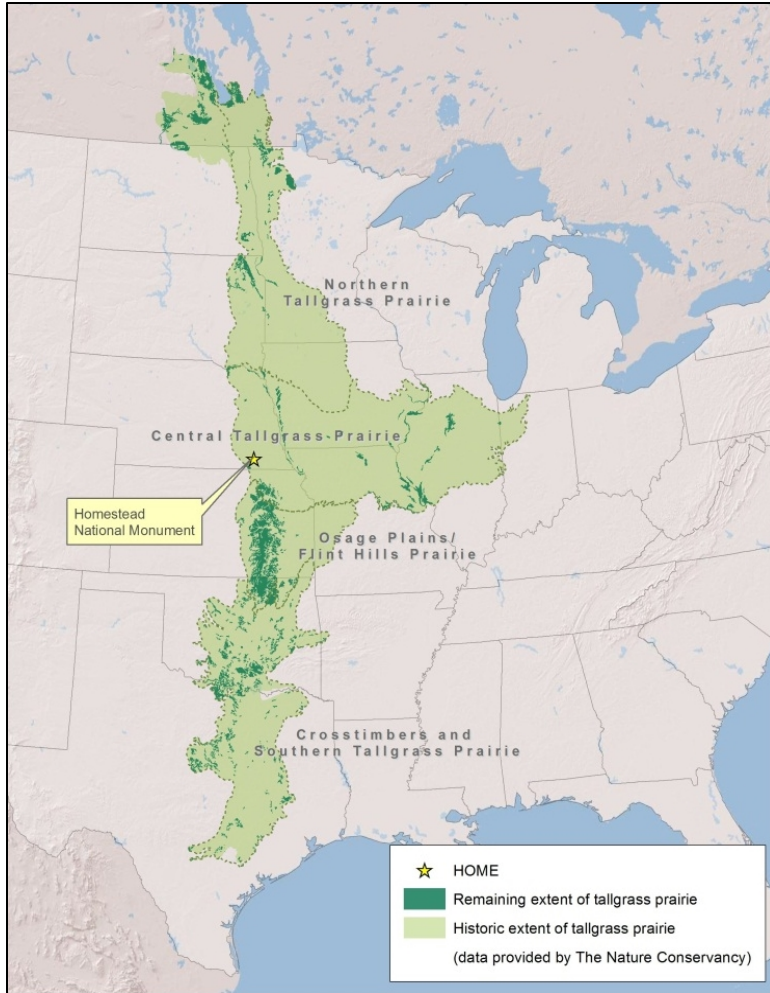 Northern
Tallgrass Prairie
Central Tallgrass Prairie
Homestead
National Monument
Osage Plains/
Flint Hills Prairie
Crosstimbers and
Southern Tallgrass Prairie
HOME
Remaining extent of tallgrass prairie
Historic extent of tallgrass prairie
(data provided by The Nature Conservancy)